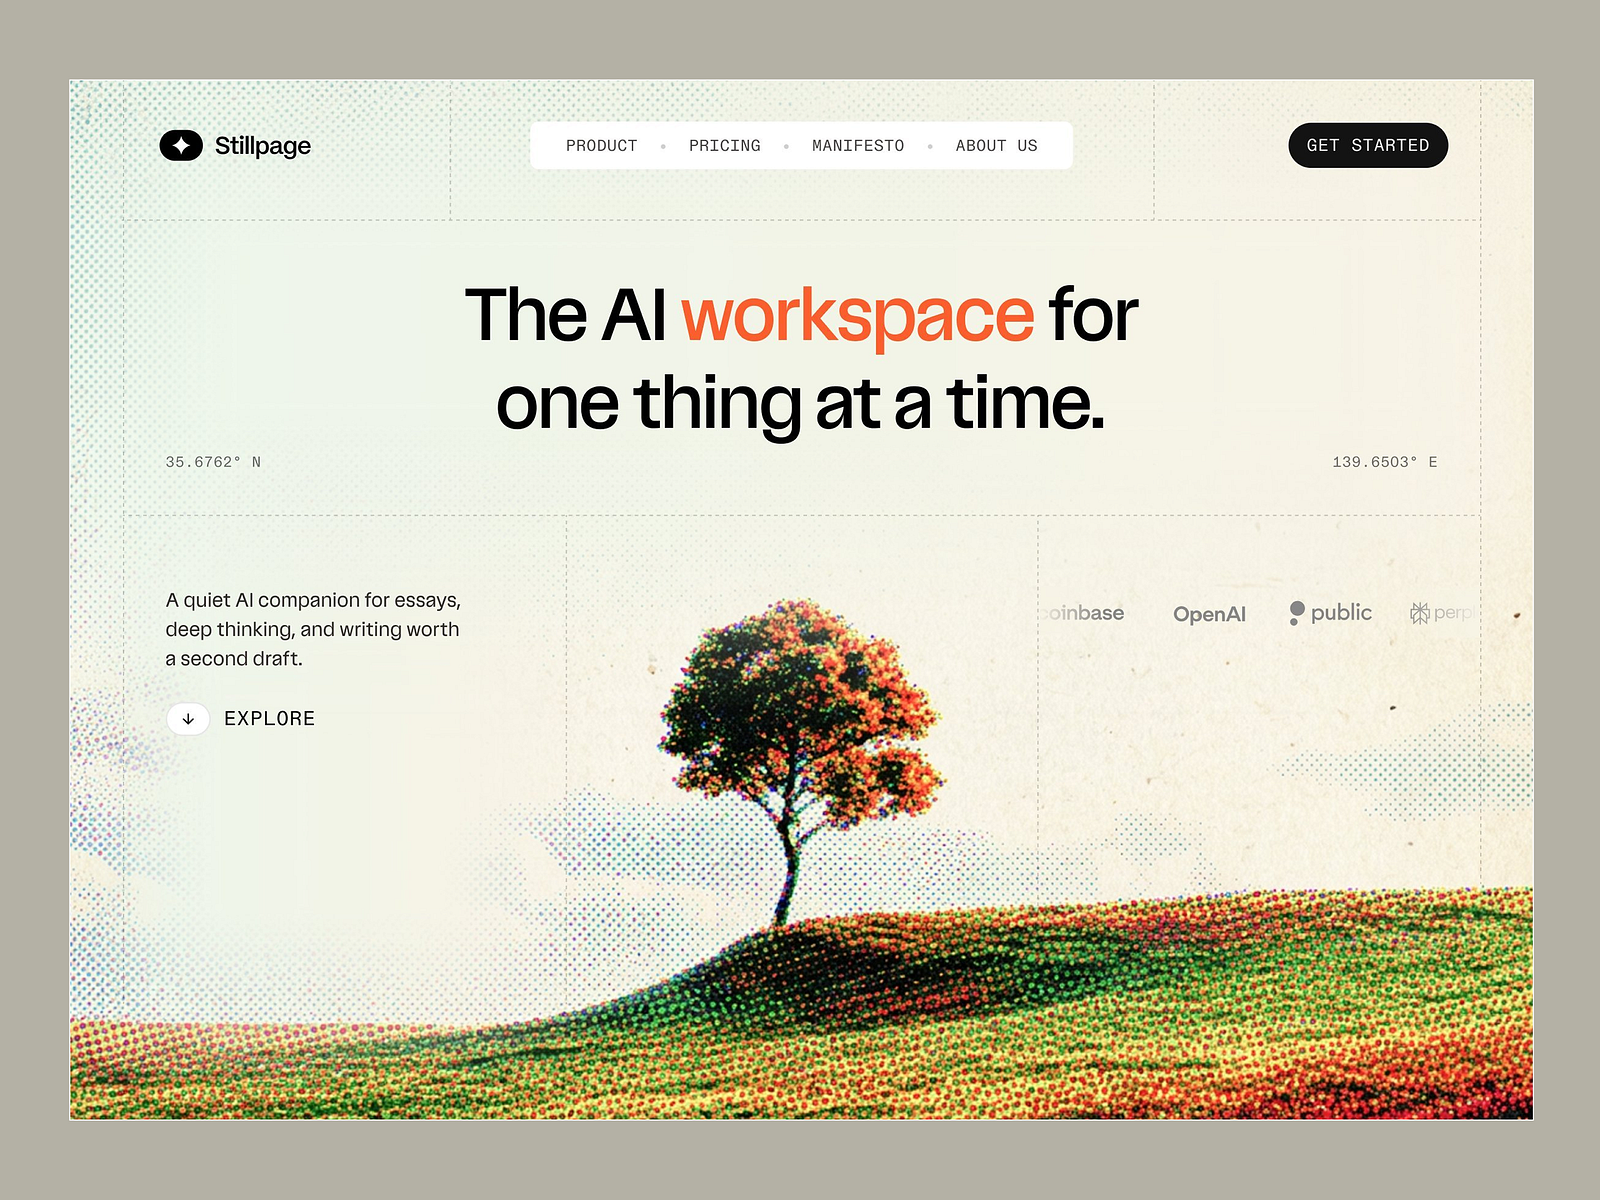 Stillpage
PRODUCT • PRICING • MANIFESTO • ABOUT US
GET STARTED
The AI workspace for
one thing at a time.
35.6762° N
139.6503° E
A quiet AI companion for essays,
deep thinking, and writing worth
a second draft.
EXPLORE
oinbase OpenAI public perp